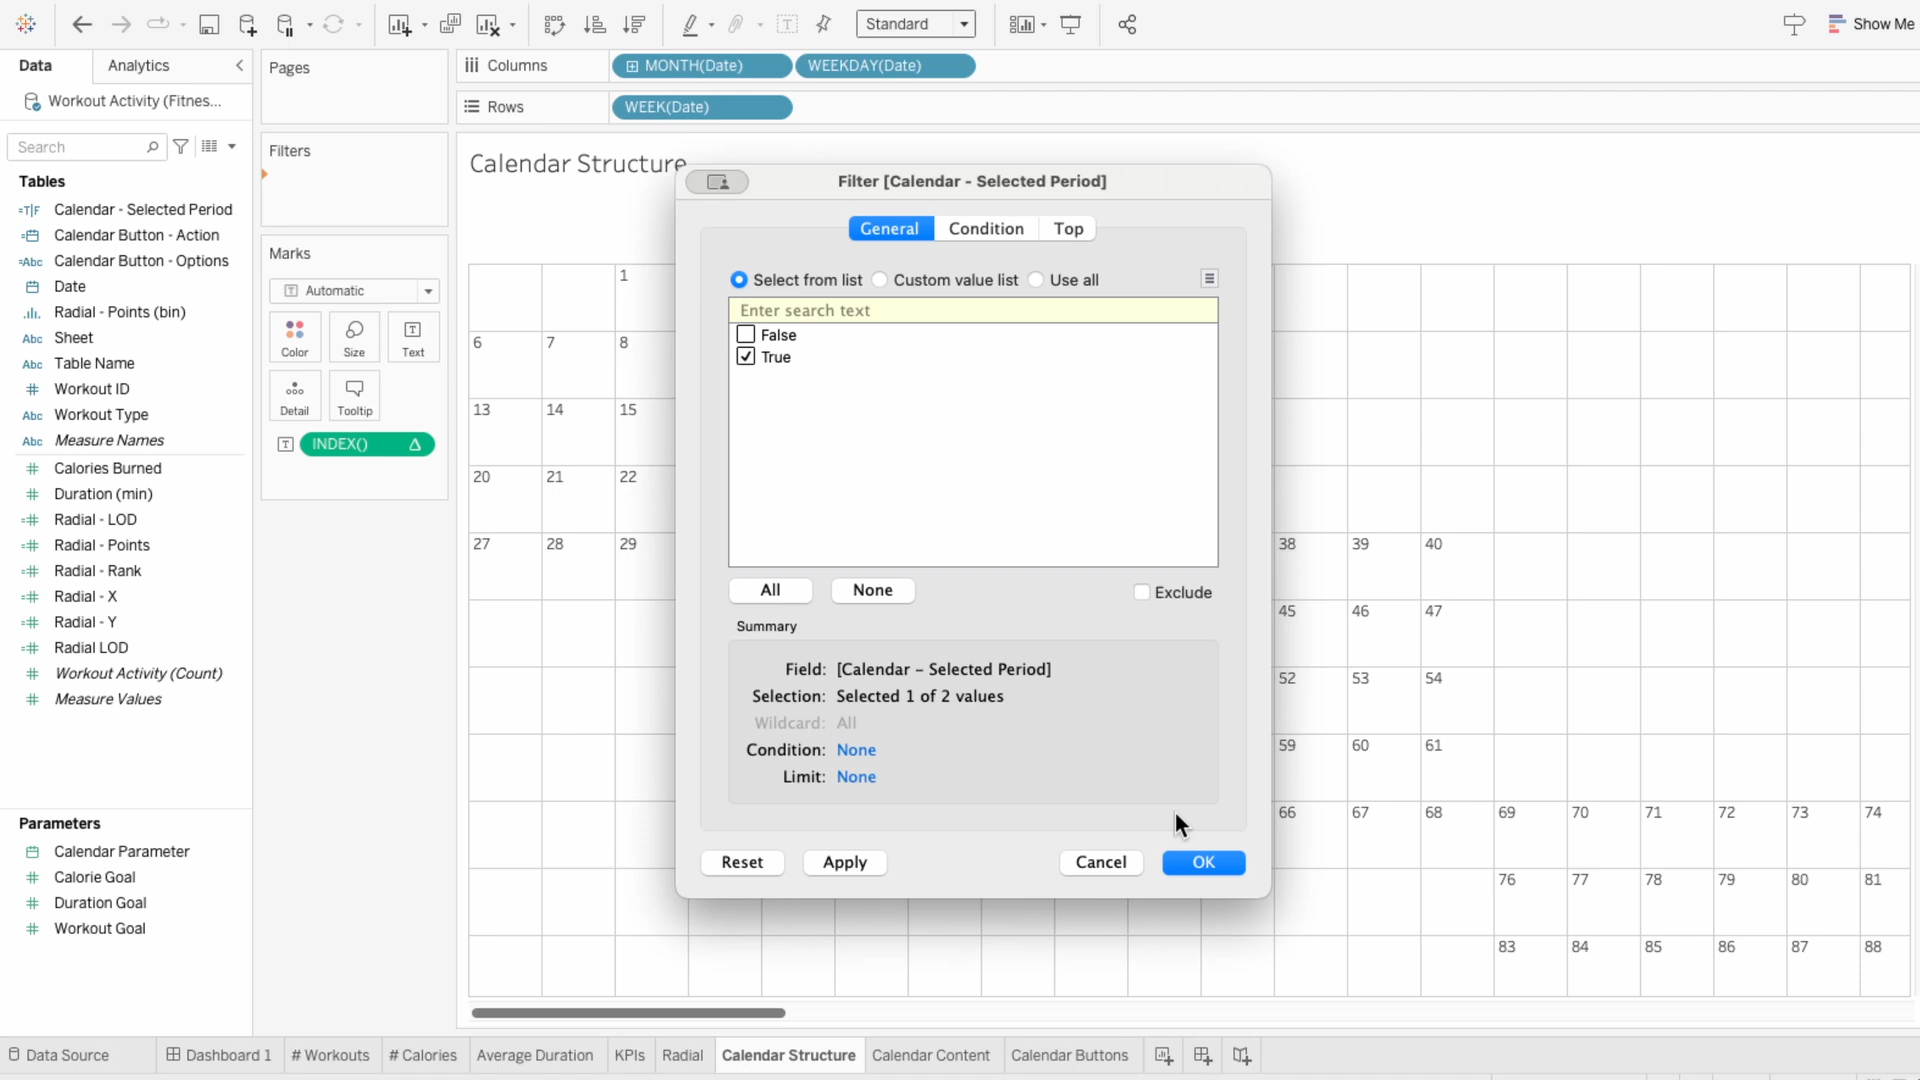 Standard
Show Me
Data
Analytics
Workout Activity (Fitnes...
Search
Tables
Calendar - Selected Period
Calendar Button - Action
Calendar Button - Options
Date
Radial - Points (bin)
Sheet
Table Name
Workout ID
Workout Type
Measure Names
Calories Burned
Duration (min)
Radial - LOD
Radial - Points
Radial - Rank
Radial - X
Radial - Y
Radial LOD
Workout Activity (Count)
Measure Values
Parameters
Calendar Parameter
Calorie Goal
Duration Goal
Workout Goal
Pages
Filters
Marks
Automatic
Color
Size
Text
Detail
Tooltip
INDEX()
Columns
MONTH(Date)
WEEKDAY(Date)
Rows
WEEK(Date)
Calendar Structure
1
6 7 8
13 14 15
20 21 22
27 28 29
Filter [Calendar - Selected Period]
General
Condition
Top
Select from list
Custom value list
Use all
Enter search text
False
True
All
None
Exclude
Summary
Field: [Calendar – Selected Period]
Selection: Selected 1 of 2 values
Wildcard: All
Condition: None
Limit: None
Reset
Apply
Cancel
OK
38 39 40
45 46 47
52 53 54
59 60 61
66 67 68 69 70 71 72 73 74
76 77 78 79 80 81
83 84 85 86 87 88
Data Source
Dashboard 1
# Workouts
# Calories
Average Duration
KPIs
Radial
Calendar Structure
Calendar Content
Calendar Buttons